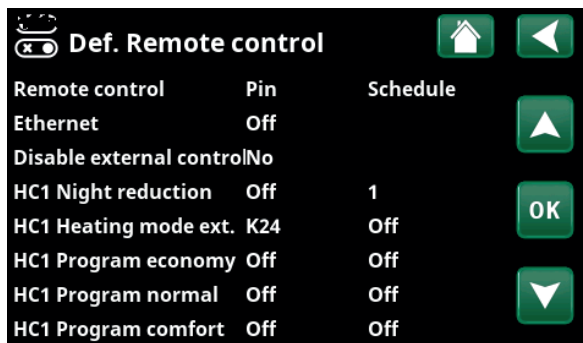 Def. Remote control
Remote control Pin Schedule
Ethernet Off
Disable external control No
HC1 Night reduction Off 1
HC1 Heating mode ext. K24 Off
OK
HC1 Program economy Off Off
HC1 Program normal Off Off
HC1 Program comfort Off Off